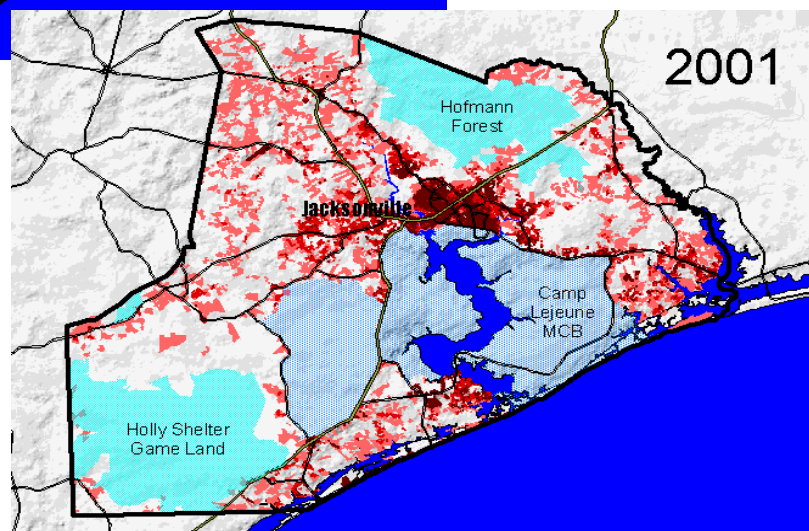 2001
Hofmann
Forest
Jacksonville
Camp
Lejeune
MCB
Holly Shelter
Game Land